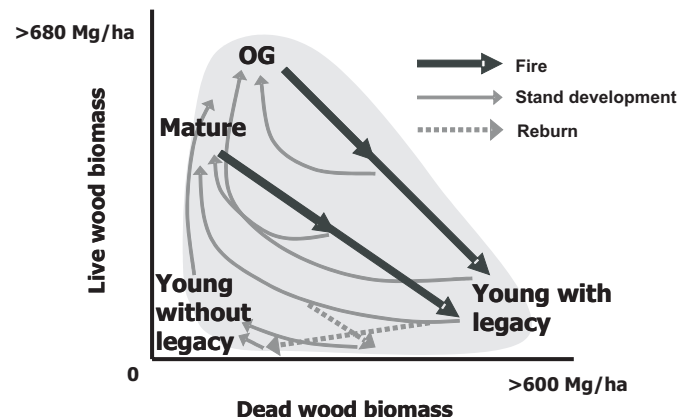 >680 Mg/ha
OG
Fire
Stand development
Reburn
Mature
Live wood biomass
Young
without
legacy
Young with
legacy
0
>600 Mg/ha
Dead wood biomass